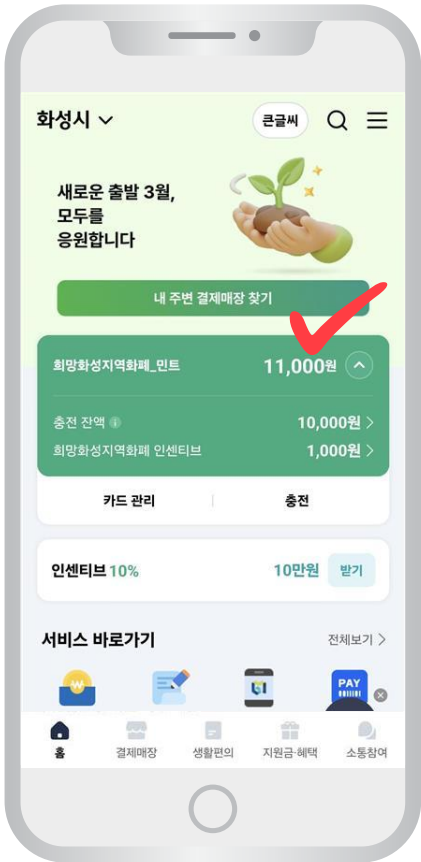 화성시
큰글씨
새로운 출발 3월,
모두를
응원합니다
내 주변 결제매장 찾기
희망화성지역화폐_민트 11,000원
충전 잔액 10,000원
희망화성지역화폐 인센티브 1,000원
카드 관리 충전
인센티브 10% 10만원 받기
서비스 바로가기 전체보기
₩
PAY
홈 결제매장 생활편의 지원금·혜택 소통참여